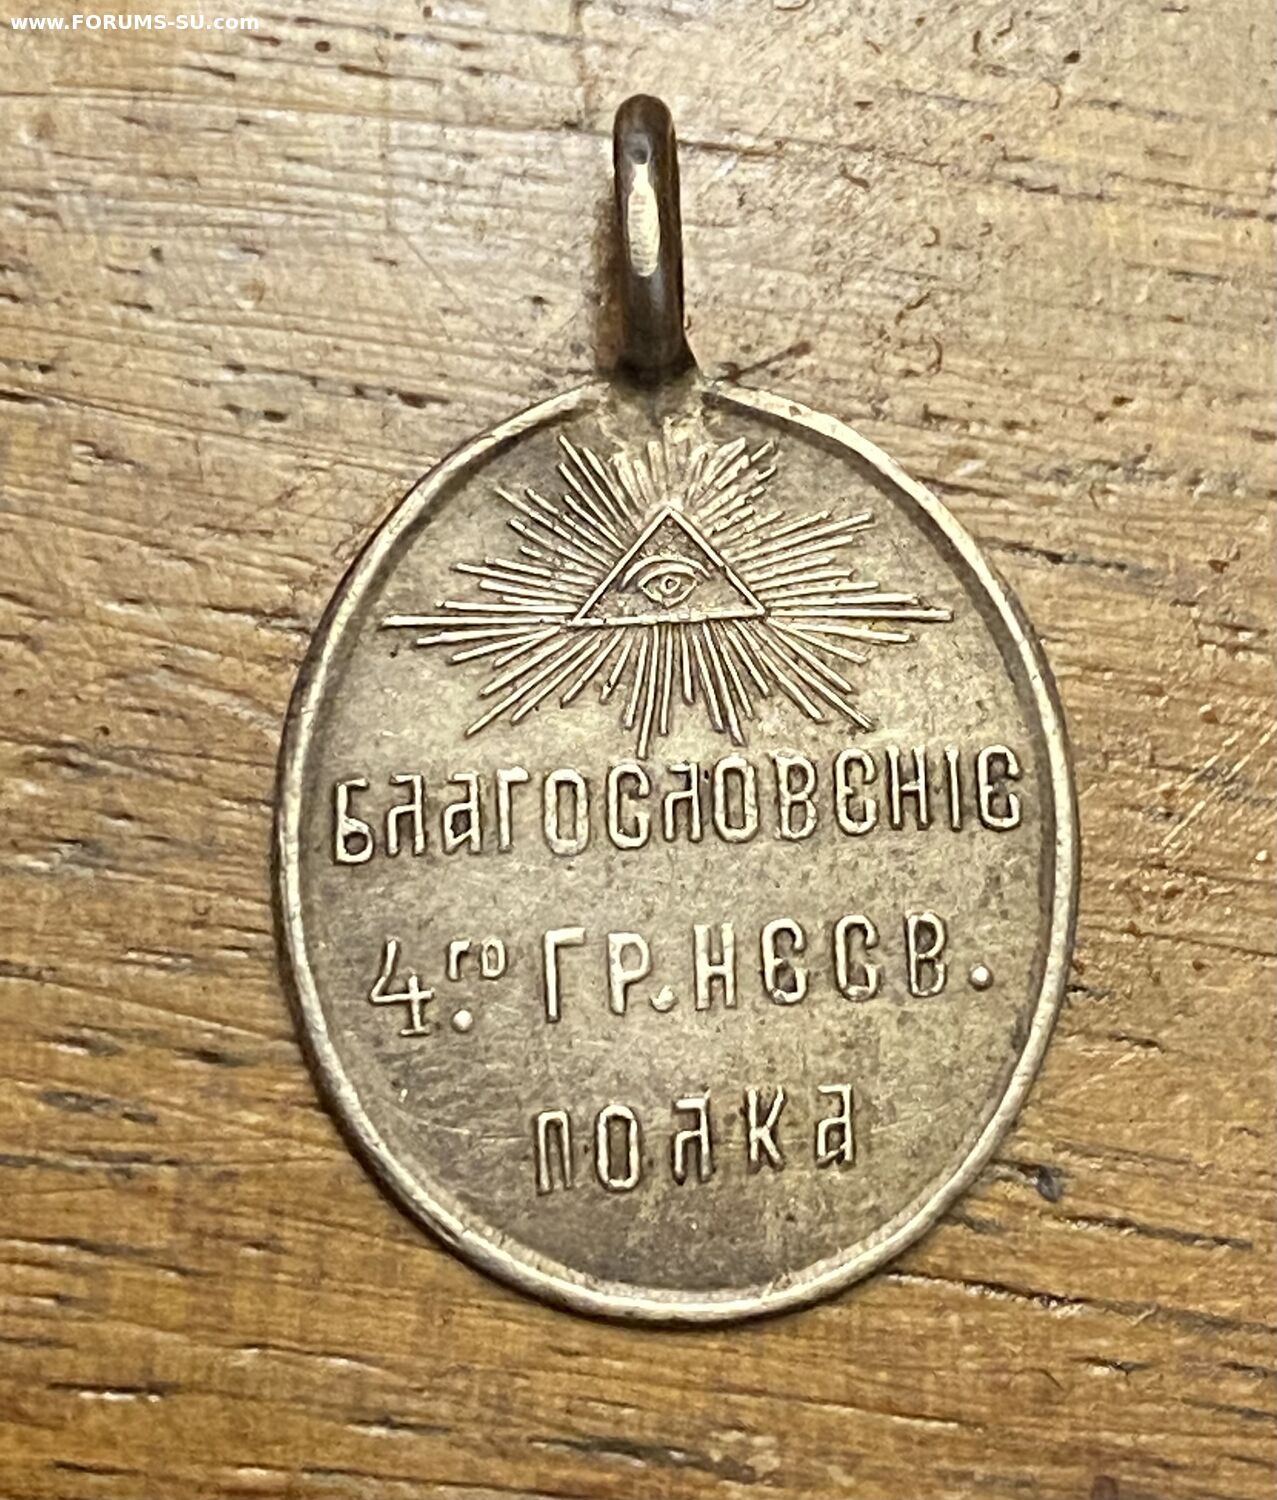 www.FORUMS-SU.com
БЛАГОСЛОВЕНІЕ
4.го ГР. НЕСВ.
ПОЛКА